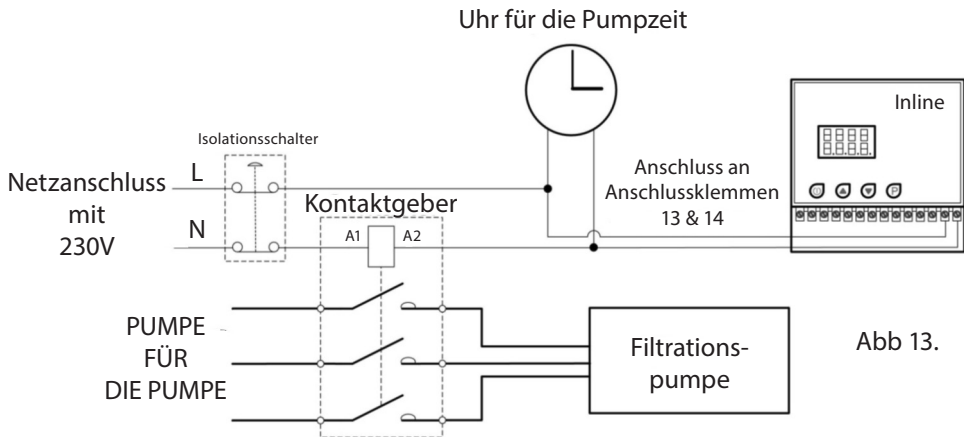 Uhr für die Pumpzeit
Inline
Isolationsschalter
L
Netzanschluss
mit
230V
N
Kontaktgeber
A1
A2
Anschluss an
Anschlussklemmen
13 & 14
P
PUMPE
FÜR
DIE PUMPE
Filtrations-
pumpe
Abb 13.